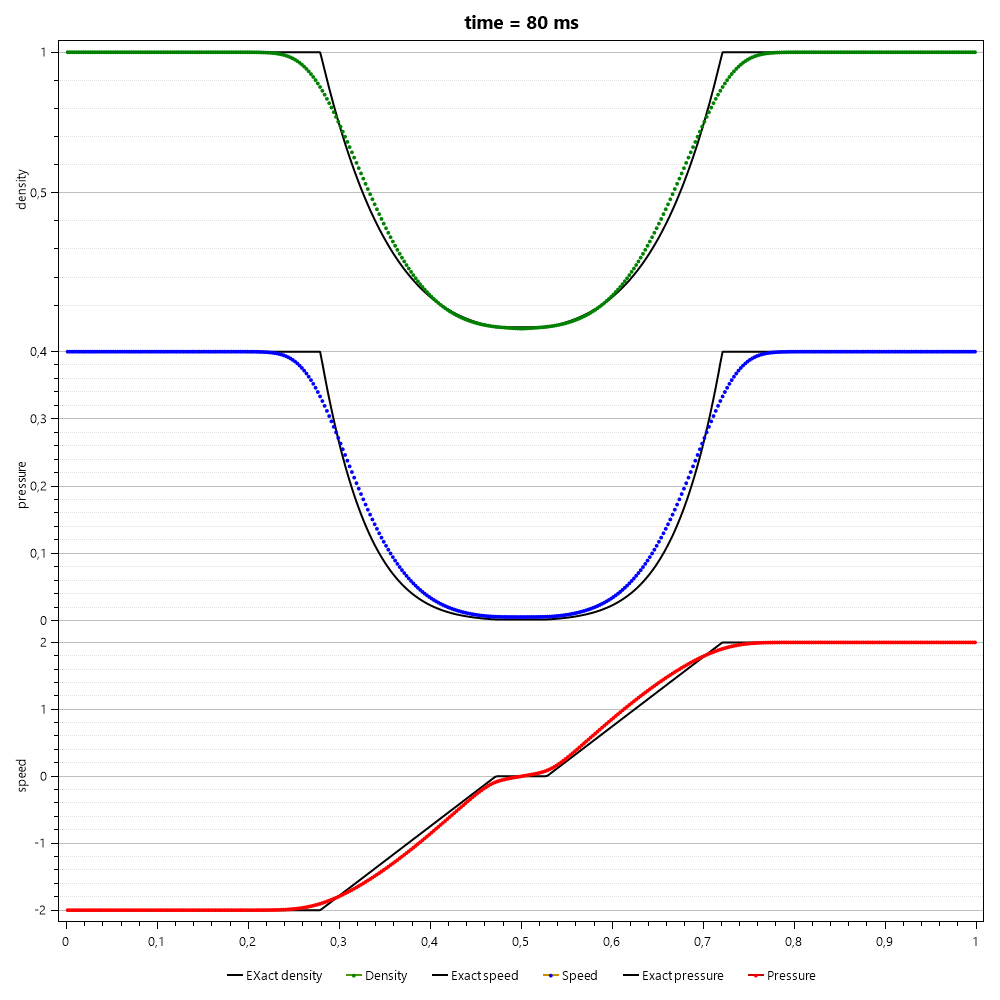 time = 80 ms
1
0,5
density
0,4
0,3
0,2
0,1
0
pressure
2
1
0
-1
-2
speed
0 0,1 0,2 0,3 0,4 0,5 0,6 0,7 0,8 0,9 1
EXact density Density Exact speed Speed Exact pressure Pressure